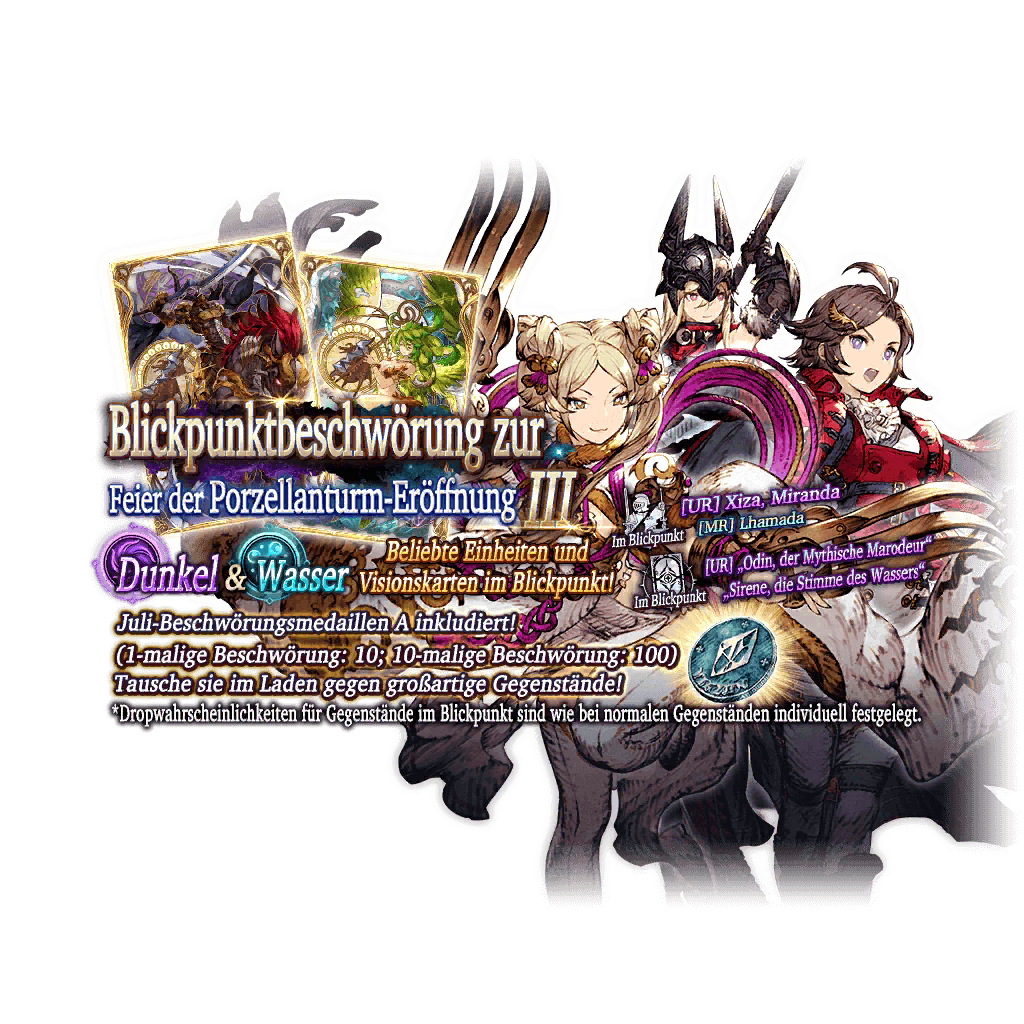 Blickpunktbeschwörung zur
Feier der Porzellanturm-Eröffnung III
Dunkel & Wasser
Beliebte Einheiten und
Visionskarten im Blickpunkt!
Im Blickpunkt
[UR] Xiza, Miranda
[MR] Lhamada
Im Blickpunkt
[UR] „Odin, der Mythische Marodeur“
„Sirene, die Stimme des Wassers“
Juli-Beschwörungsmedaillen A inkludiert!
(1-malige Beschwörung: 10; 10-malige Beschwörung: 100)
Tausche sie im Laden gegen großartige Gegenstände!
*Dropwahrscheinlichkeiten für Gegenstände im Blickpunkt sind wie bei normalen Gegenständen individuell festgelegt.